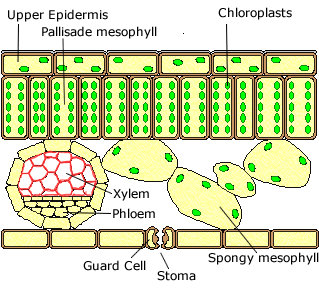 Upper Epidermis
Chloroplasts
Pallisade mesophyll
Xylem
Phloem
Guard Cell
Spongy mesophyll
Stoma